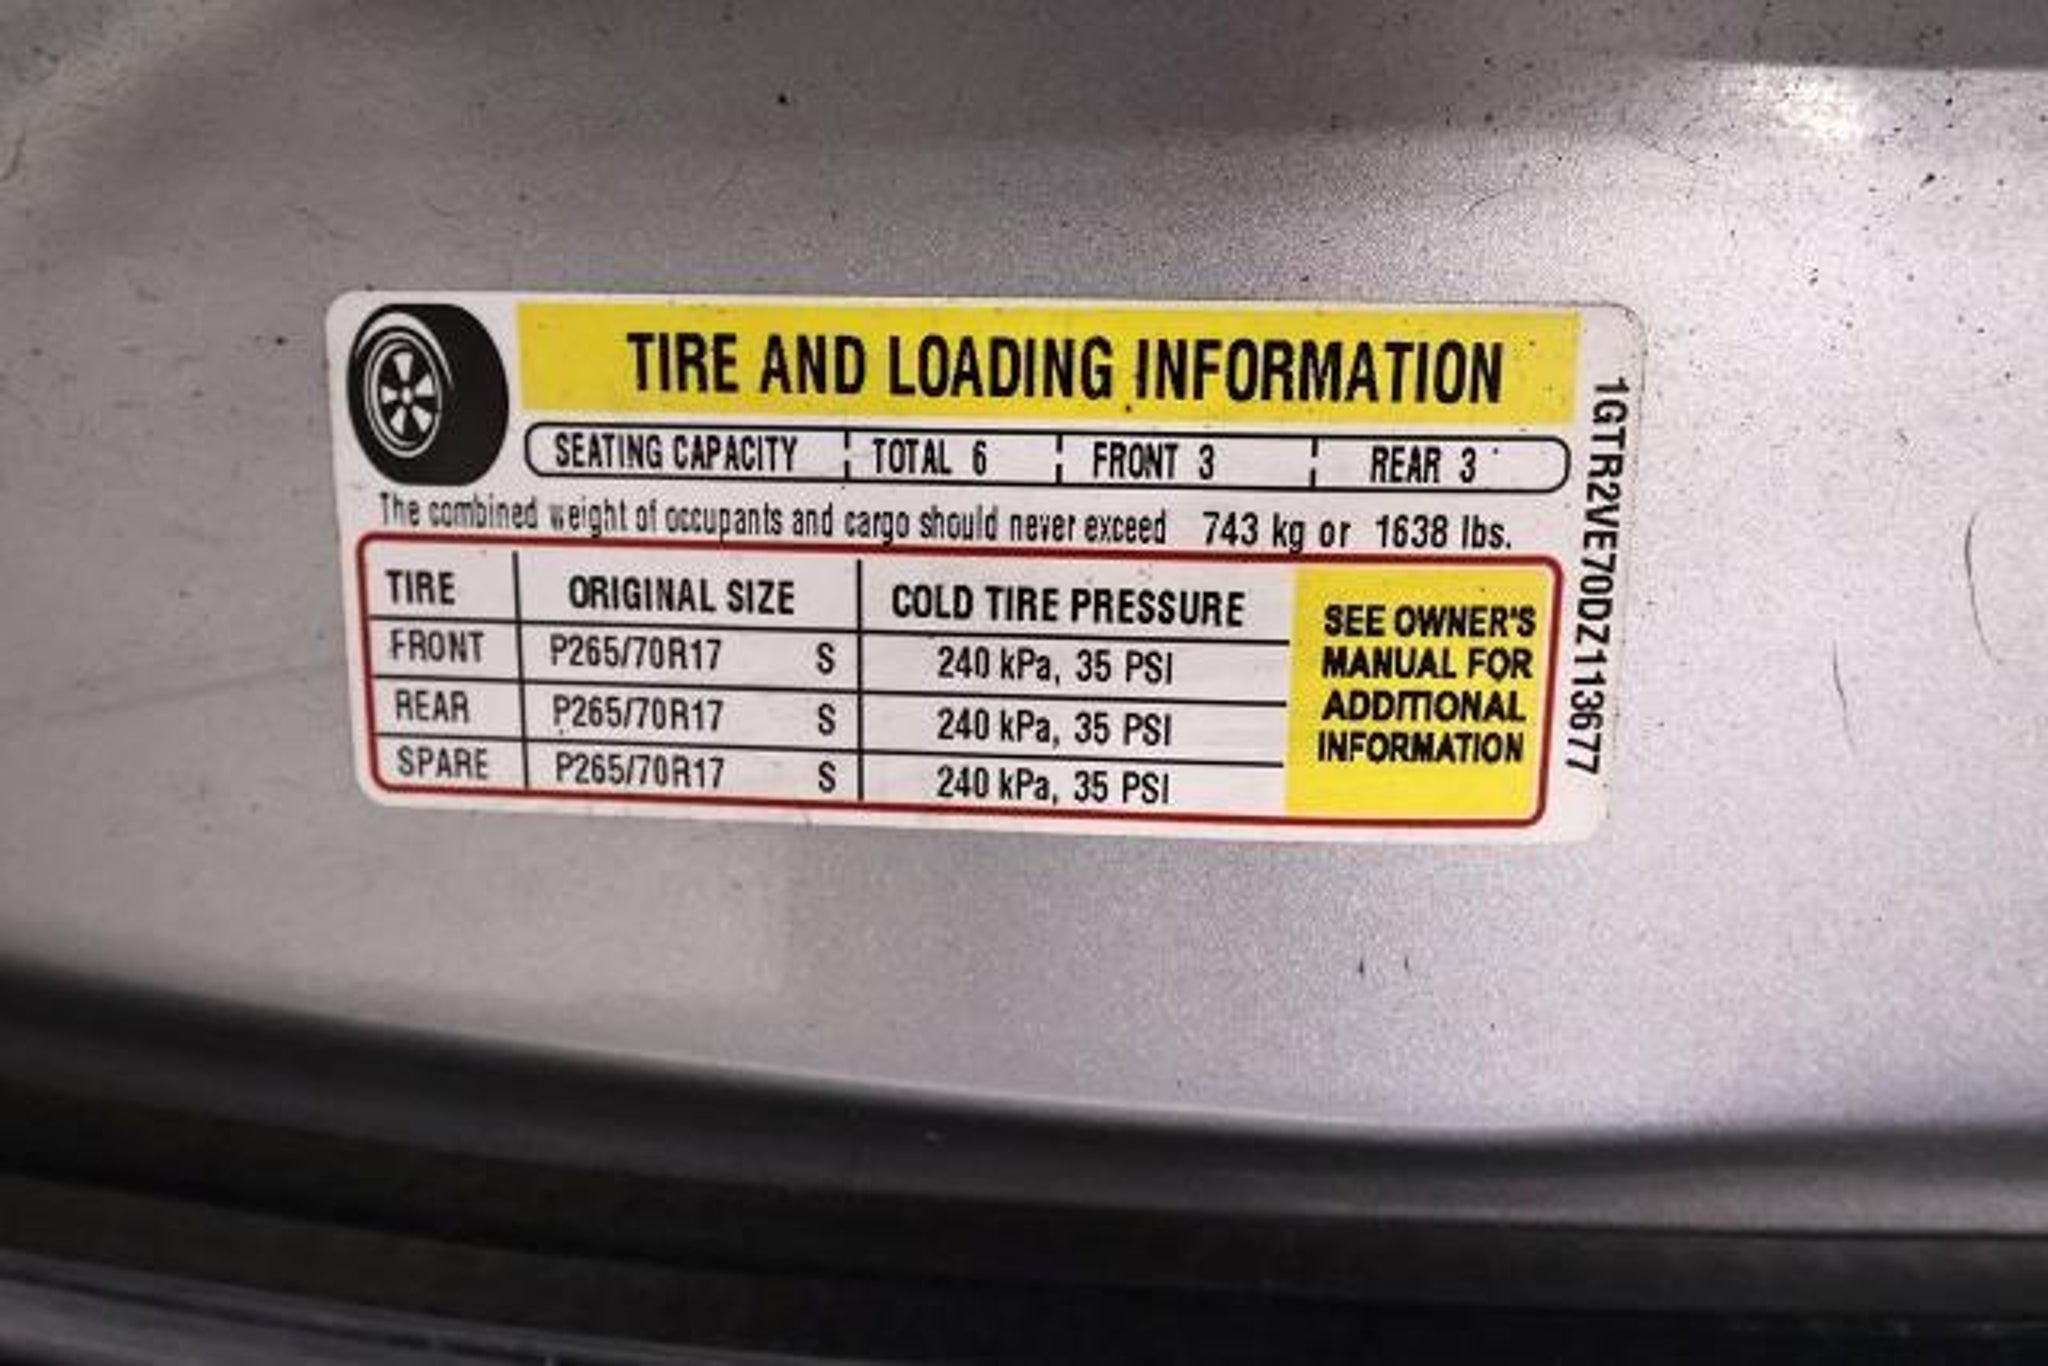 TIRE AND LOADING INFORMATION
SEATING CAPACITY TOTAL 6 FRONT 3 REAR 3
The combined weight of occupants and cargo should never exceed 743 kg or 1638 lbs.
TIRE ORIGINAL SIZE COLD TIRE PRESSURE
FRONT P265/70R17 S 240 kPa, 35 PSI
REAR P265/70R17 S 240 kPa, 35 PSI
SPARE P265/70R17 S 240 kPa, 35 PSI
SEE OWNER'S
MANUAL FOR
ADDITIONAL
INFORMATION
1GTR2VE70DZ113677